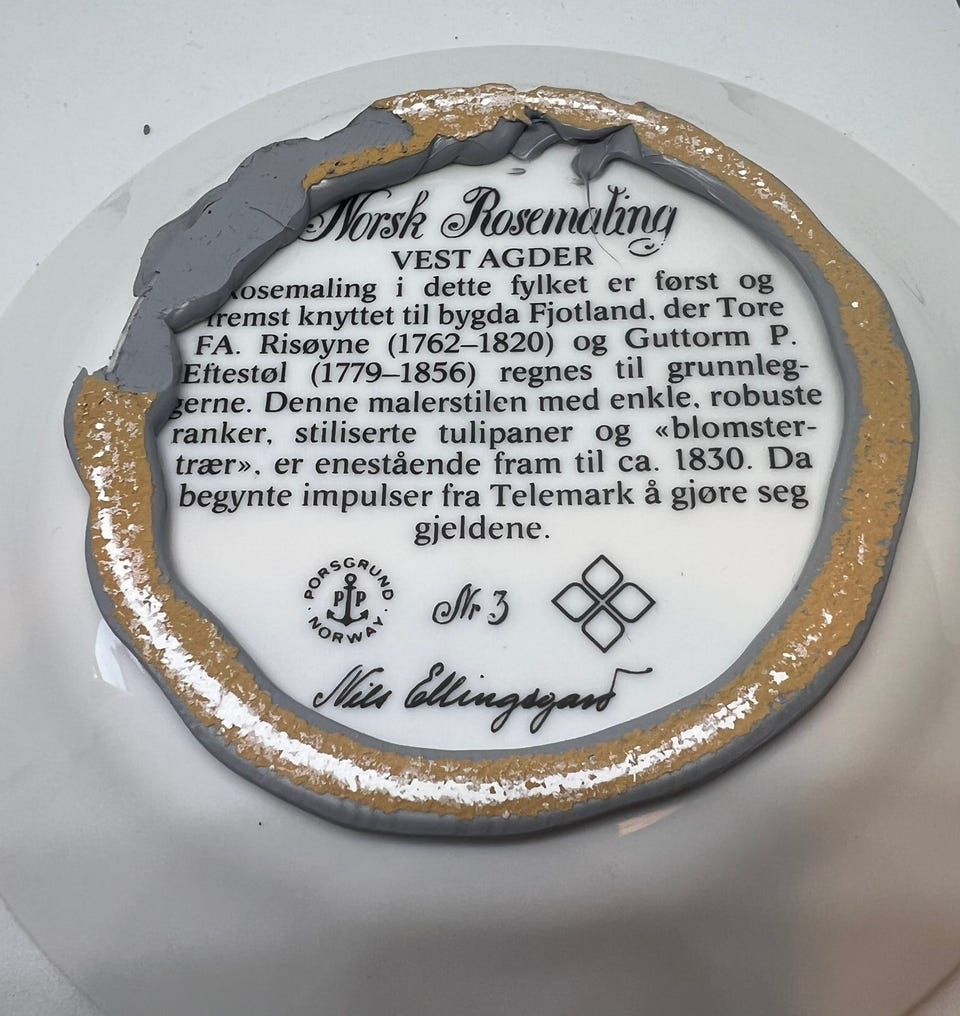 Norsk Rosemaling
VEST AGDER
Rosemaling i dette fylket er først og
fremst knyttet til bygda Fjotland, der Tore
FA. Risøyne (1762–1820) og Guttorm P.
Eftestøl (1779–1856) regnes til grunnleg-
gerne. Denne malerstilen med enkle, robuste
ranker, stiliserte tulipaner og «blomster-
trær», er enestående fram til ca. 1830. Da
begynte impulser fra Telemark å gjøre seg
gjeldene.
PORSGRUND
PP
NORWAY
Nr 3
Nils Ellingsgard